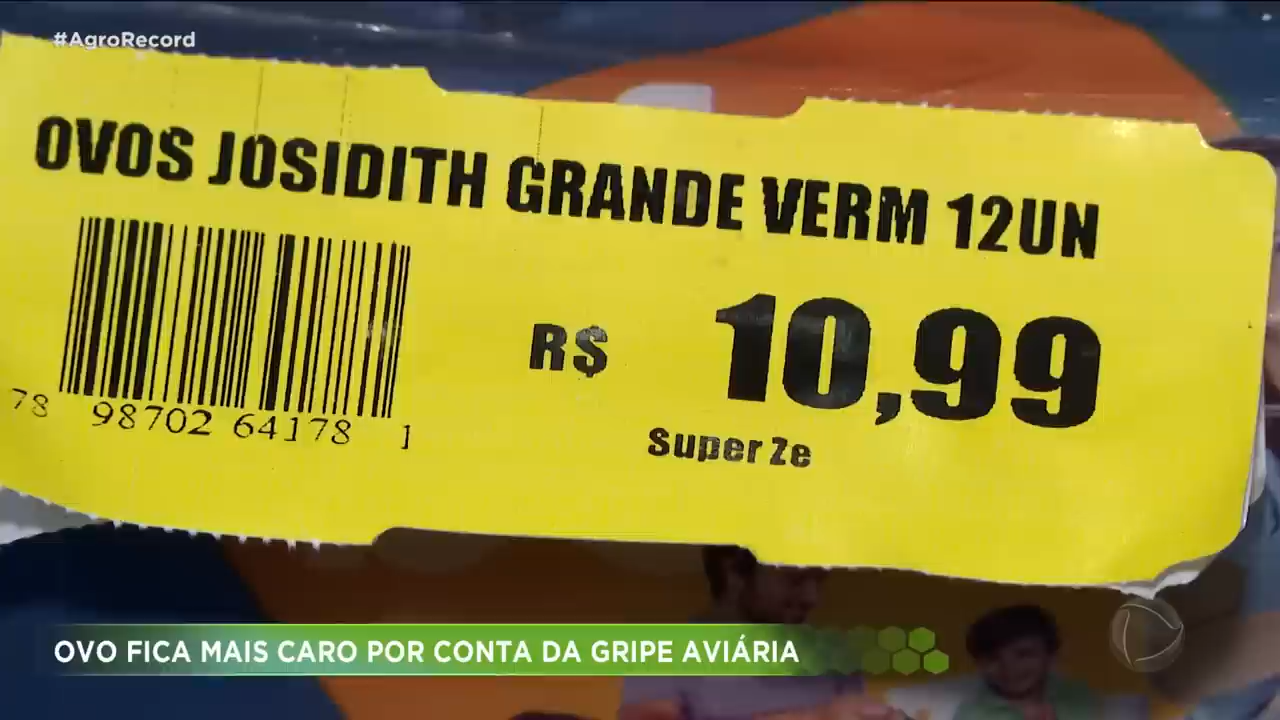 #AgroRecord
OVOS JOSIDITH GRANDE VERM 12UN
R$ 10,99
78 98702 64178 1
Super Ze
OVO FICA MAIS CARO POR CONTA DA GRIPE AVIÁRIA